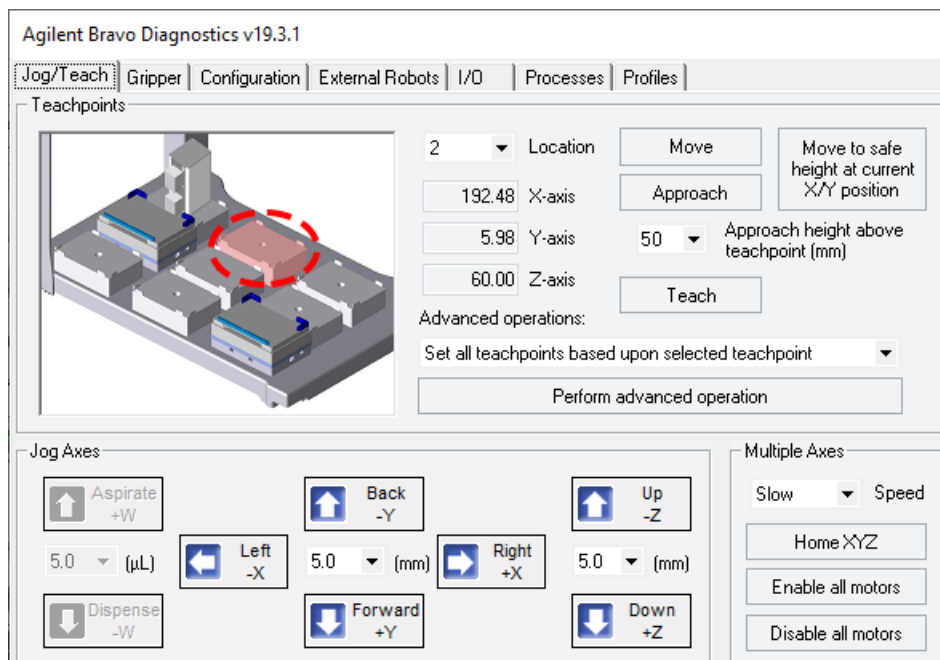 Agilent Bravo Diagnostics v19.3.1
Jog/Teach Gripper Configuration External Robots I/O Processes Profiles
Teachpoints
2 Location
Move
Move to safe
height at current
X/Y position
192.48 X-axis
Approach
5.98 Y-axis
50
Approach height above
teachpoint (mm)
60.00 Z-axis
Teach
Advanced operations:
Set all teachpoints based upon selected teachpoint
Perform advanced operation
Jog Axes
Aspirate
+W
5.0 (µL)
Dispense
-W
Left
-X
Back
-Y
5.0 (mm)
Forward
+Y
Right
+X
Up
-Z
5.0 (mm)
Down
+Z
Multiple Axes
Slow Speed
Home XYZ
Enable all motors
Disable all motors